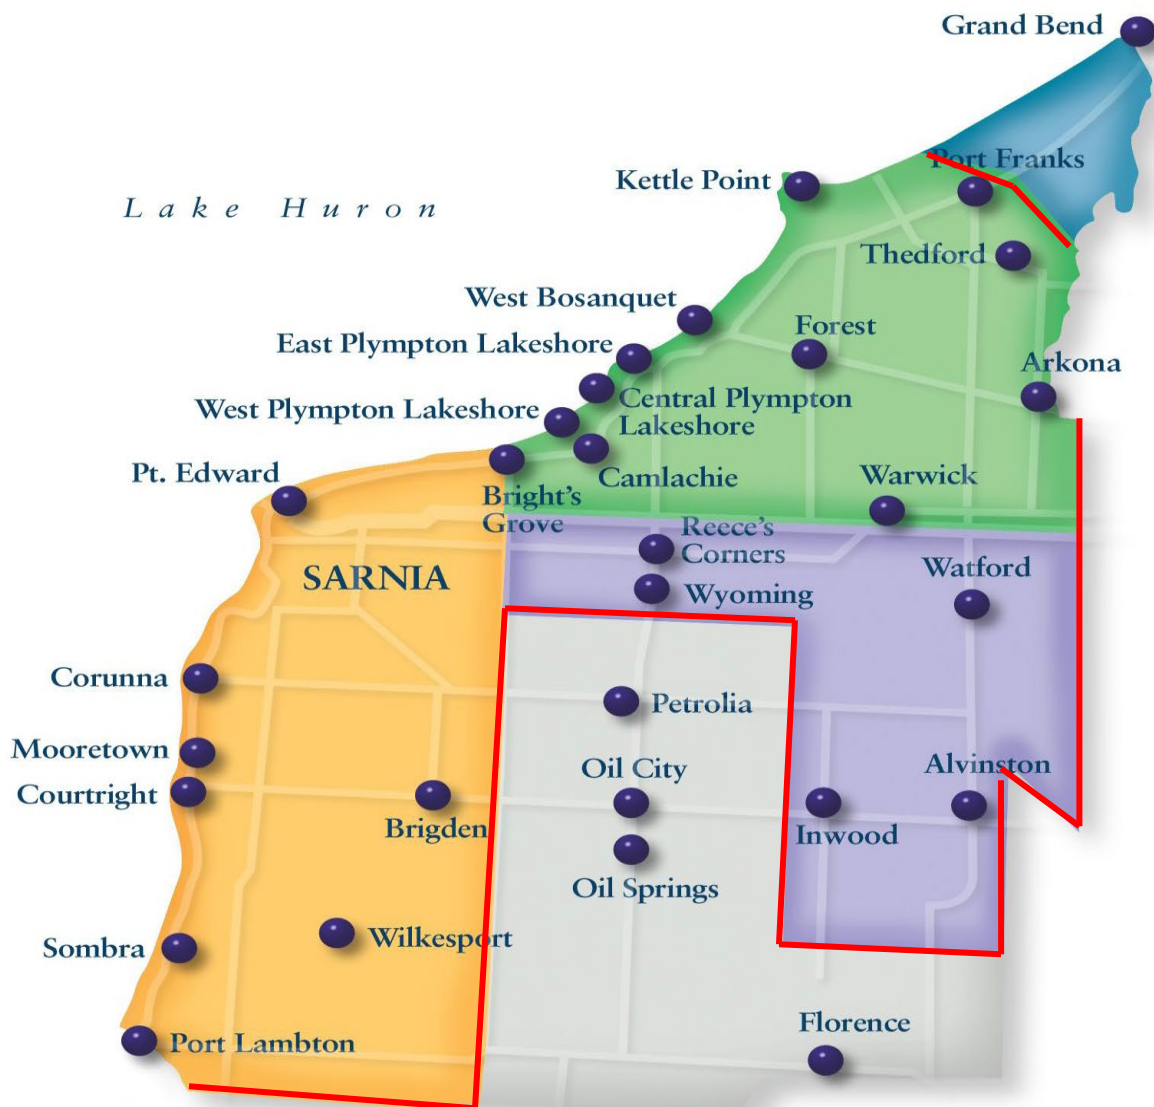 Grand Bend
Port Franks
Kettle Point
Lake Huron
Thedford
West Bosanquet
Forest
East Plympton Lakeshore
Arkona
Central Plympton
Lakeshore
West Plympton Lakeshore
Pt. Edward
Camlachie
Warwick
Bright's
Grove
Reece's
Corners
SARNIA
Watford
Wyoming
Corunna
Petrolia
Mooretown
Oil City
Alvinston
Courtright
Brigden
Inwood
Oil Springs
Sombra
Wilkesport
Florence
Port Lambton